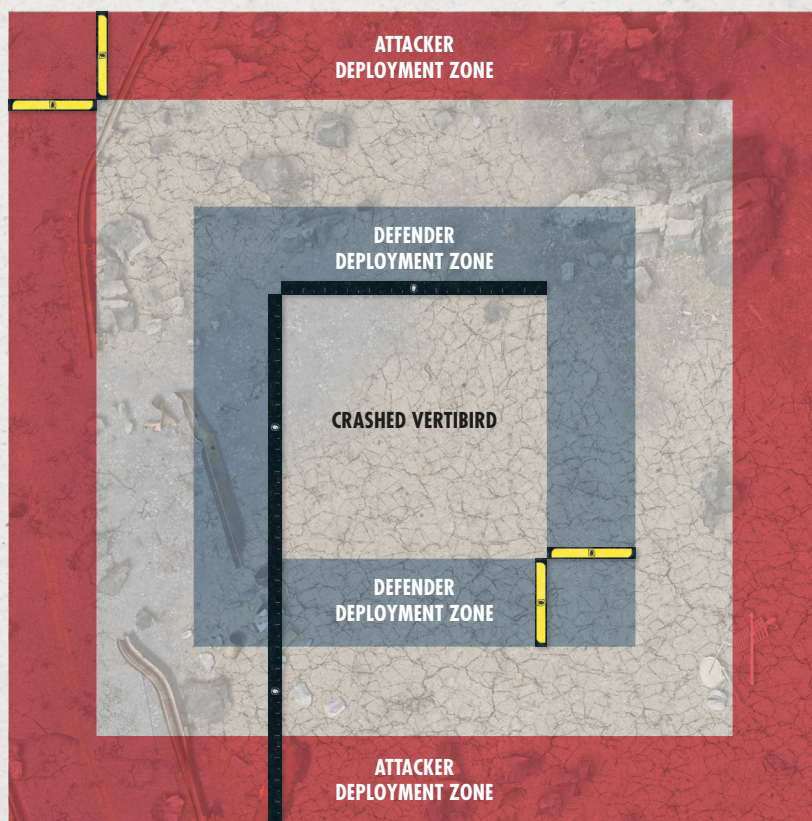 ATTACKER
DEPLOYMENT ZONE
DEFENDER
DEPLOYMENT ZONE
CRASHED VERTIBIRD
DEFENDER
DEPLOYMENT ZONE
ATTACKER
DEPLOYMENT ZONE